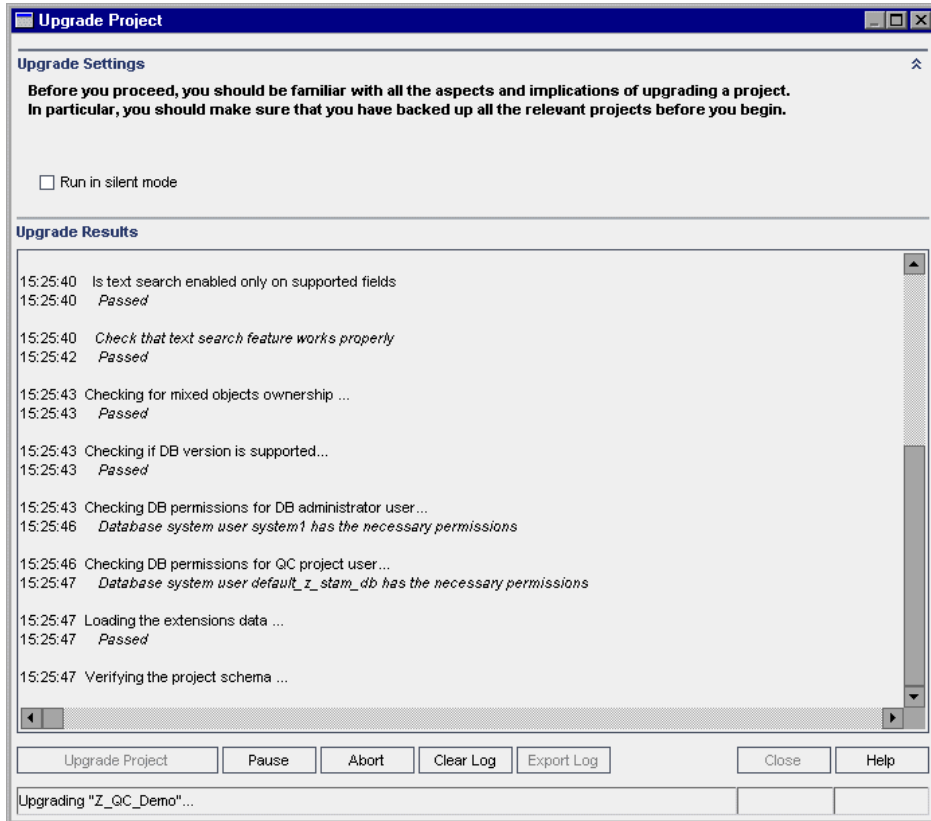 Upgrade Project
Upgrade Settings
Before you proceed, you should be familiar with all the aspects and implications of upgrading a project.
In particular, you should make sure that you have backed up all the relevant projects before you begin.
Run in silent mode
Upgrade Results
15:25:40 Is text search enabled only on supported fields
15:25:40 Passed
15:25:40 Check that text search feature works properly
15:25:42 Passed
15:25:43 Checking for mixed objects ownership ...
15:25:43 Passed
15:25:43 Checking if DB version is supported...
15:25:43 Passed
15:25:43 Checking DB permissions for DB administrator user...
15:25:46 Database system user system1 has the necessary permissions
15:25:46 Checking DB permissions for QC project user...
15:25:47 Database system user default_z_stam_db has the necessary permissions
15:25:47 Loading the extensions data ...
15:25:47 Passed
15:25:47 Verifying the project schema ...
Upgrade Project Pause Abort Clear Log Export Log Close Help
Upgrading "Z_QC_Demo"...